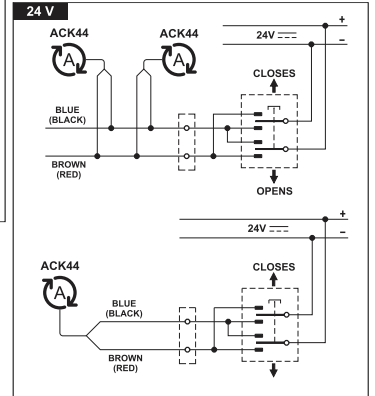 24 V
ACK44
ACK44
+
24V
−
CLOSES
BLUE
(BLACK)
BROWN
(RED)
OPENS
A
A
+
24V
−
ACK44
CLOSES
BLUE
(BLACK)
A
BROWN
(RED)